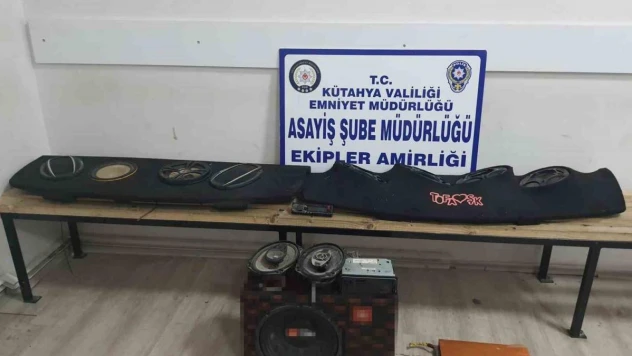 T.C.
KÜTAHYA VALİLİĞİ
EMNİYET MÜDÜRLÜĞÜ
ASAYİŞ ŞUBE MÜDÜRLÜĞÜ
EKİPLER AMİRLİĞİ